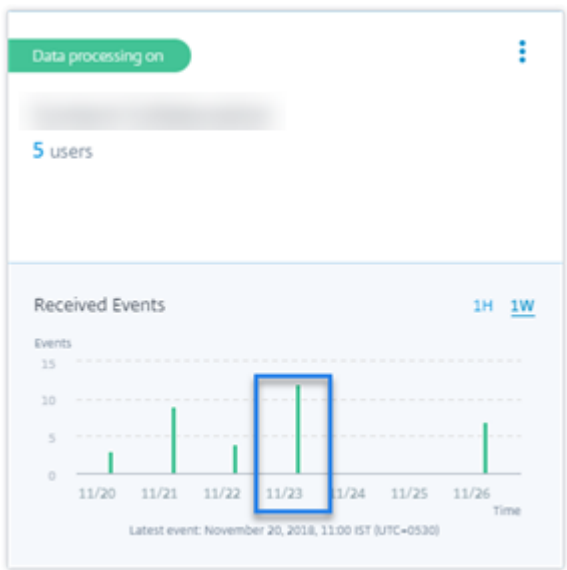 Data processing on
5 users
Received Events
1H 1W
Events
15
10
5
0
11/20 11/21 11/22 11/23 11/24 11/25 11/26
Time
Latest event: November 20, 2018, 11:00 IST (UTC+0530)